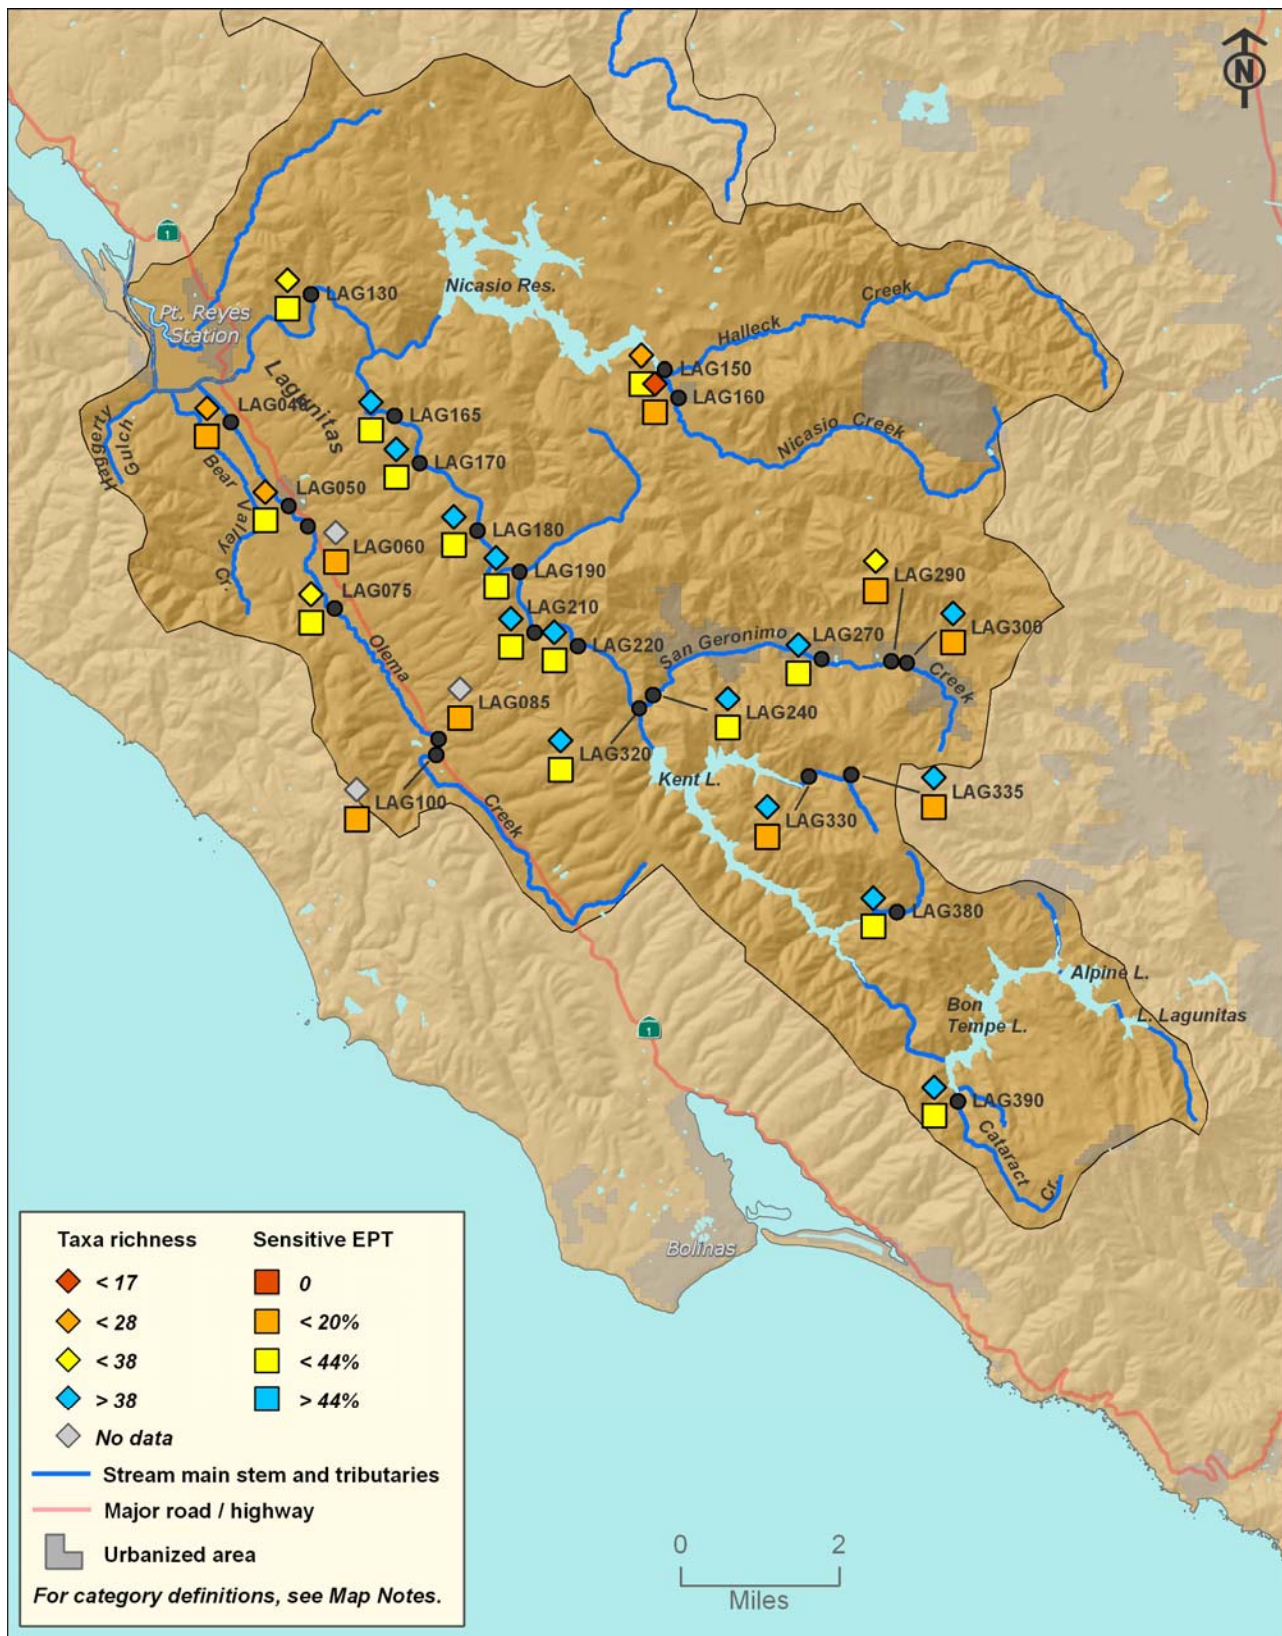 N
1
Nicasio Res.
LAG130
Pt. Reyes
Station
Halleck
Creek
LAG150
LAG160
Lagunitas
LAG165
LAG170
Nicasio Creek
Haggerty
Gulch
Bear
Valley
Cr.
LAG050
LAG060
LAG075
LAG180
LAG190
LAG210
LAG220
Olema
Creek
San Geronimo
Creek
LAG270
LAG290
LAG300
LAG240
LAG320
LAG085
LAG100
Kent L.
LAG330
LAG335
LAG380
Alpine L.
Bon
Tempe L.
L. Lagunitas
1
LAG390
Cataract
Cr.
Bolinas
Taxa richness Sensitive EPT
< 17 0
< 28 < 20%
< 38 < 44%
> 38 > 44%
No data
Stream main stem and tributaries
Major road / highway
Urbanized area
For category definitions, see Map Notes.
0 2
Miles